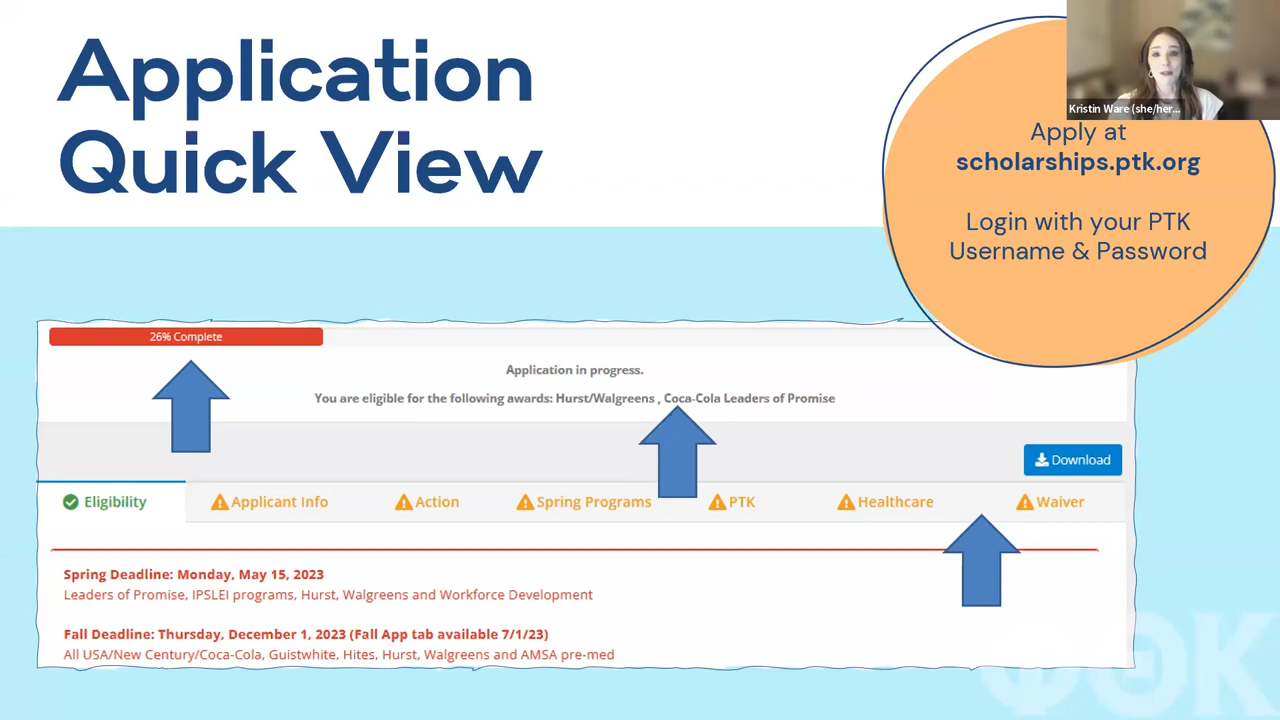 Application
Quick View
Kristin Ware (she/her...
Apply at
scholarships.ptk.org
Login with your PTK
Username & Password
26% Complete
Application in progress.
You are eligible for the following awards: Hurst/Walgreens , Coca-Cola Leaders of Promise
Download
Eligibility
Applicant Info
Action
Spring Programs
PTK
Healthcare
Waiver
Spring Deadline: Monday, May 15, 2023
Leaders of Promise, IPSLEI programs, Hurst, Walgreens and Workforce Development
Fall Deadline: Thursday, December 1, 2023 (Fall App tab available 7/1/23)
All USA/New Century/Coca-Cola, Guistwhite, Hites, Hurst, Walgreens and AMSA pre-med
ΦΘΚ